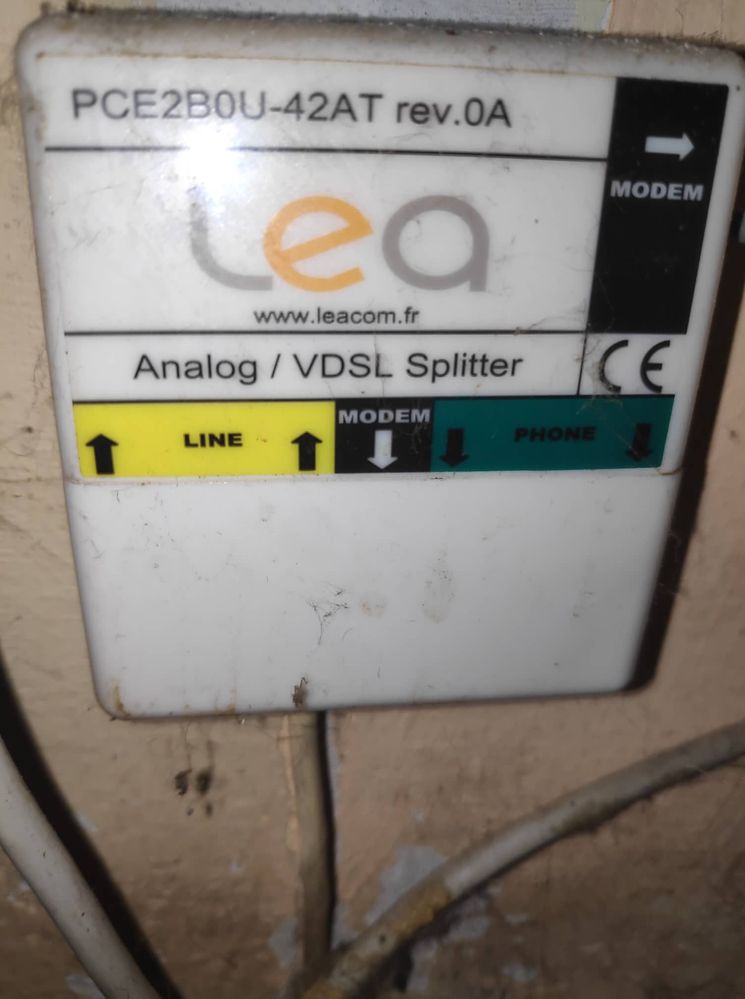 PCE2B0U-42AT rev.0A
MODEM
Lea
www.leacom.fr
Analog / VDSL Splitter
CE
LINE
MODEM
PHONE